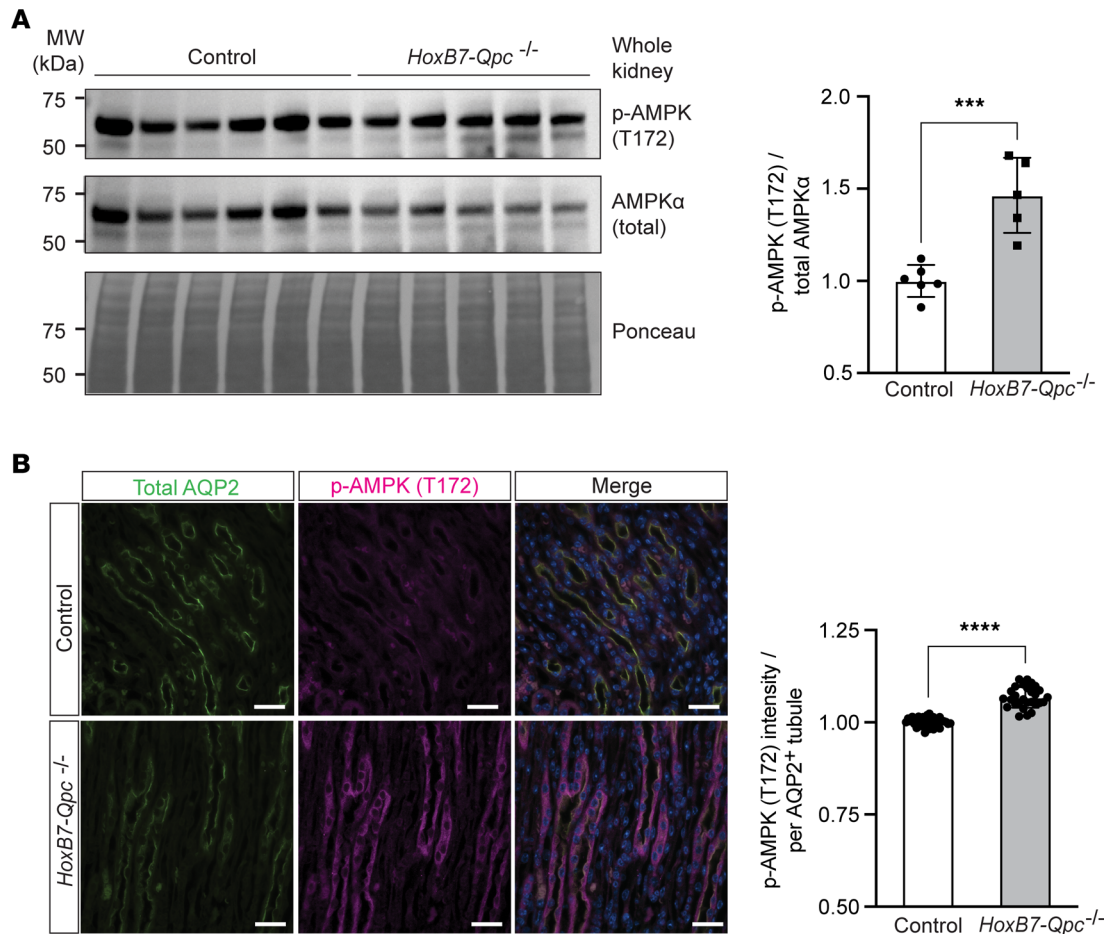 A
MW
(kDa)
Control
HoxB7-Qpc -/-
Whole
kidney
75
50
p-AMPK
(T172)
75
50
AMPKα
(total)
75
50
Ponceau
p-AMPK (T172) /
total AMPKα
2.0
1.5
1.0
0.5
***
Control
HoxB7-Qpc-/-
B
Total AQP2
p-AMPK (T172)
Merge
Control
HoxB7-Qpc -/-
p-AMPK (T172) intensity /
per AQP2+ tubule
1.25
1.00
0.75
0.50
****
Control
HoxB7-Qpc-/-